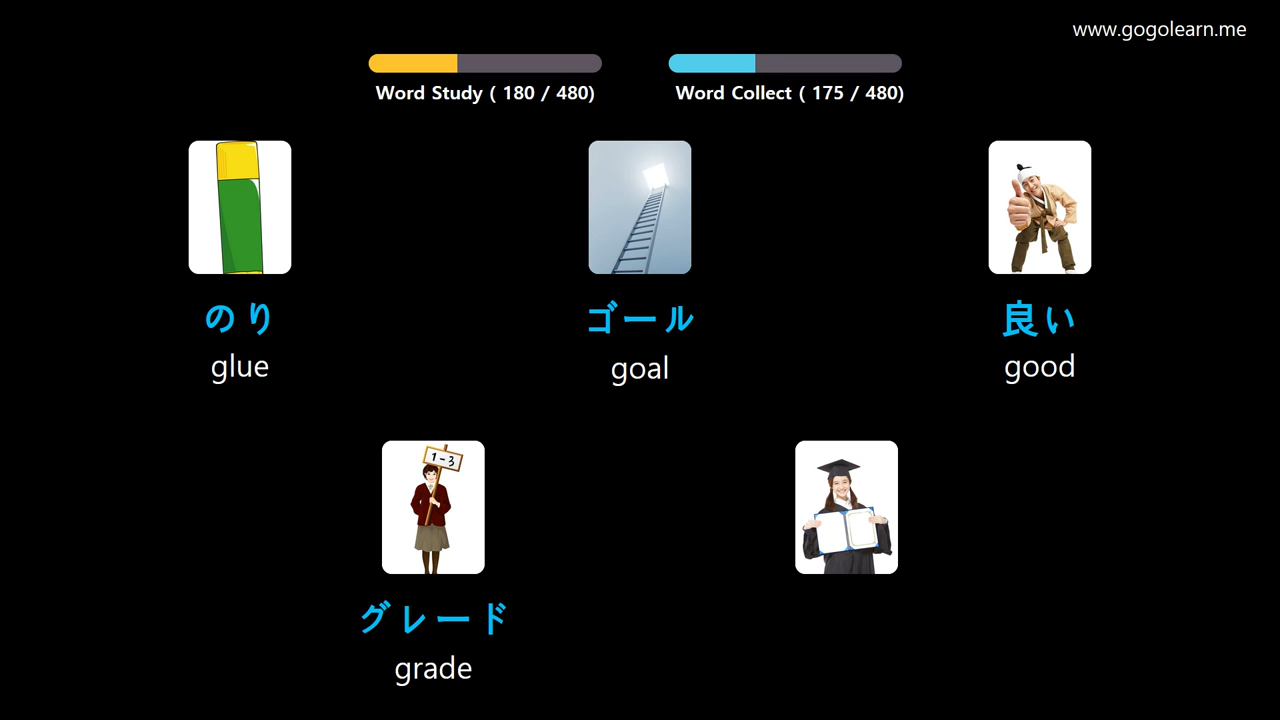 www.gogolearn.me
Word Study ( 180 / 480)
Word Collect ( 175 / 480)
のり
glue
ゴール
goal
良い
good
1-3
グレード
grade